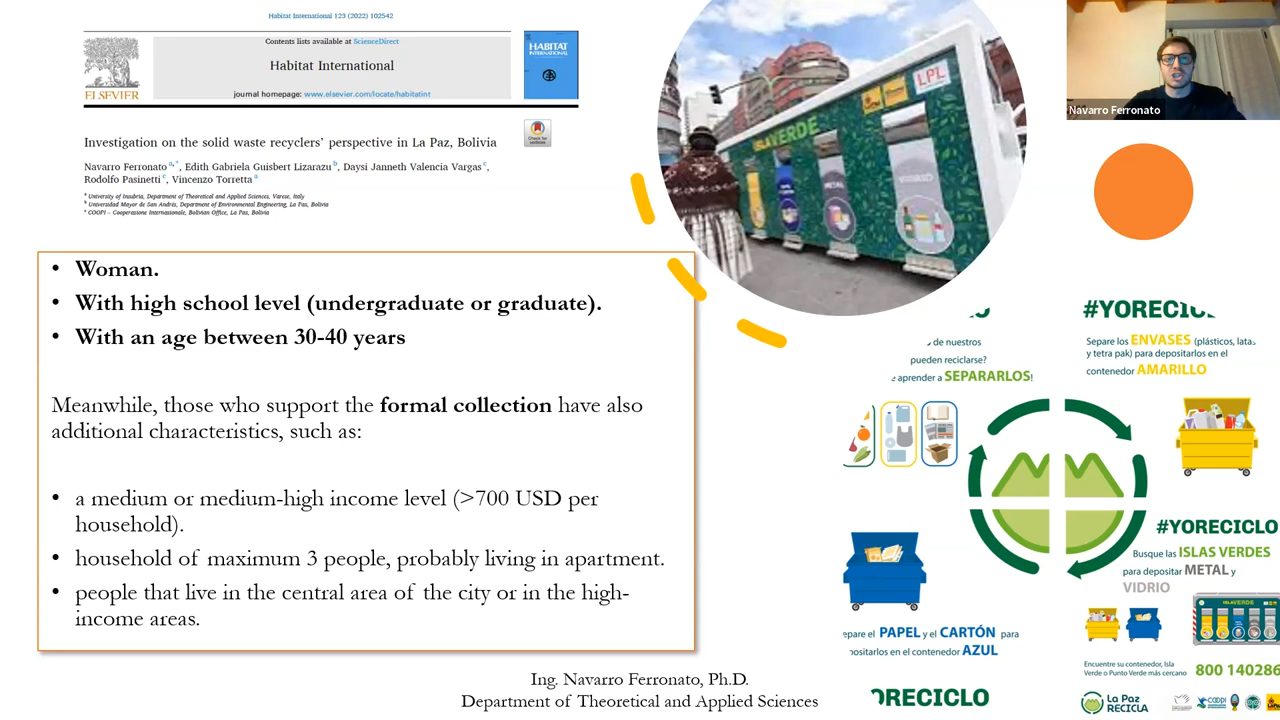 Habitat International 123 (2022) 102542
Contents lists available at ScienceDirect
Habitat International
journal homepage: www.elsevier.com/locate/habitatint
ELSEVIER
HABITAT
INTERNATIONAL
Check for
updates
Investigation on the solid waste recyclers' perspective in La Paz, Bolivia
Navarro Ferronato a,*, Edith Gabriela Guisbert Lizarazu b, Daysi Janneth Valencia Vargas c,
Rodolfo Pasinetti c, Vincenzo Torretta a
a University of Insubria, Department of Theoretical and Applied Sciences, Varese, Italy
b Universidad Mayor de San Andrés, Department of Environmental Engineering, La Paz, Bolivia
c COOPI – Cooperazione Internazionale, Bolivian Office, La Paz, Bolivia
• Woman.
• With high school level (undergraduate or graduate).
• With an age between 30-40 years
Meanwhile, those who support the formal collection have also
additional characteristics, such as:
• a medium or medium-high income level (>700 USD per
household).
• household of maximum 3 people, probably living in apartment.
• people that live in the central area of the city or in the high-
income areas.
Ing. Navarro Ferronato, Ph.D.
Department of Theoretical and Applied Sciences
LPL
ISLAVERDE
METAL
VIDRIO
Navarro Ferronato
de nuestros
pueden reciclarse?
aprender a SEPARARLOS!
#YORECIC
Separe los ENVASES (plásticos, latas
y tetra pak) para depositarlos en el
contenedor AMARILLO
epare el PAPEL y el CARTÓN para
positarlos en el contenedor AZUL
ORECICLO
#YORECICLO
Busque las ISLAS VERDES
para depositar METAL y
VIDRIO
ISLAVERDE
Encuentre su contenedor, Isla
Verde o Punto Verde más cercano
800 140286
La Paz
RECICLA